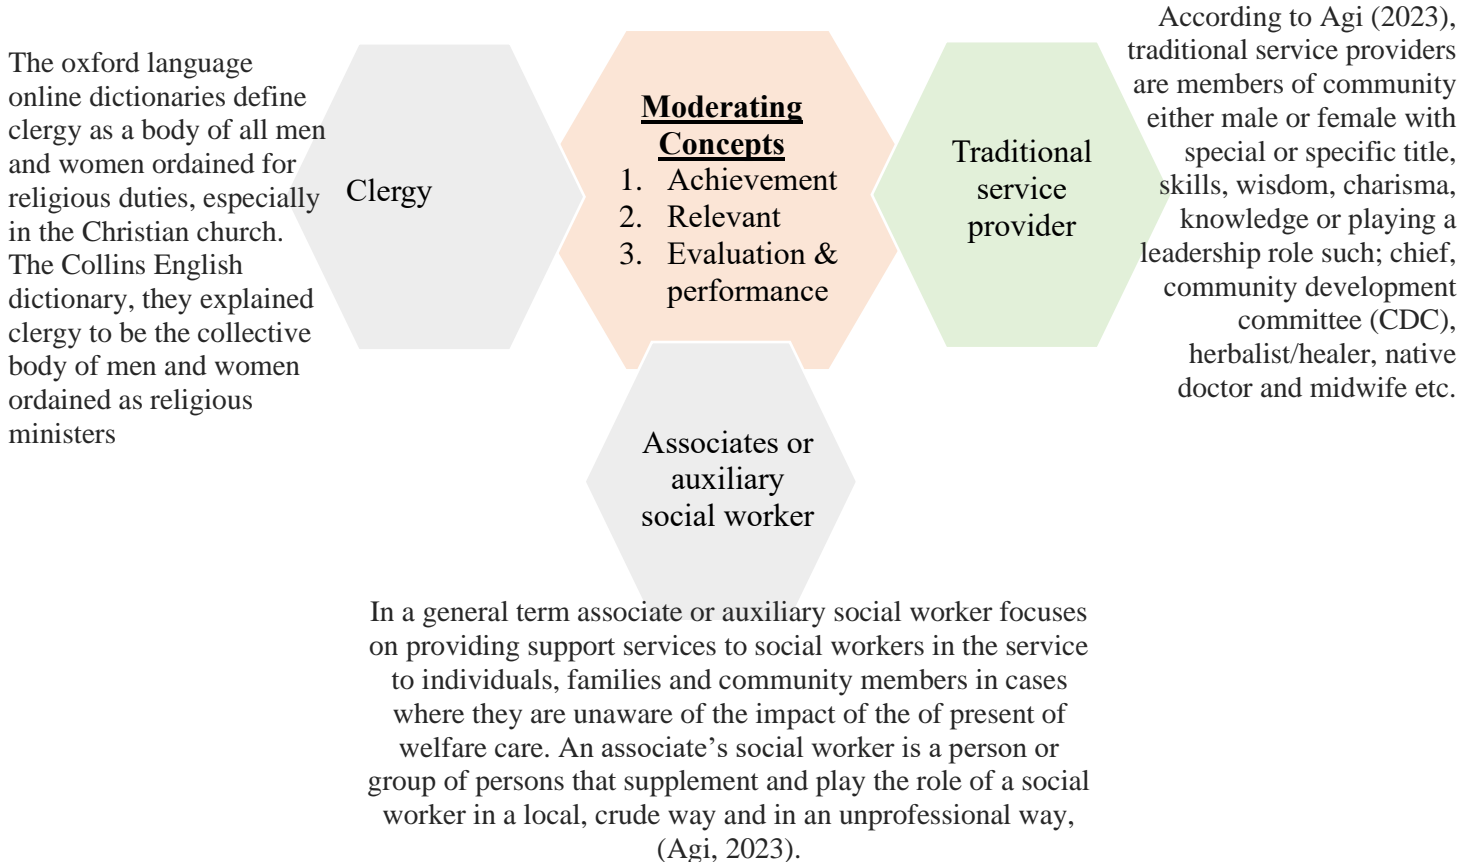 The oxford language
online dictionaries define
clergy as a body of all men
and women ordained for
religious duties, especially
in the Christian church.
The Collins English
dictionary, they explained
clergy to be the collective
body of men and women
ordained as religious
ministers
Clergy
Moderating
Concepts
1. Achievement
2. Relevant
3. Evaluation &
performance
Traditional
service
provider
According to Agi (2023),
traditional service providers
are members of community
either male or female with
special or specific title,
skills, wisdom, charisma,
knowledge or playing a
leadership role such; chief,
community development
committee (CDC),
herbalist/healer, native
doctor and midwife etc.
Associates or
auxiliary
social worker
In a general term associate or auxiliary social worker focuses
on providing support services to social workers in the service
to individuals, families and community members in cases
where they are unaware of the impact of the of present of
welfare care. An associate’s social worker is a person or
group of persons that supplement and play the role of a social
worker in a local, crude way and in an unprofessional way,
(Agi, 2023).